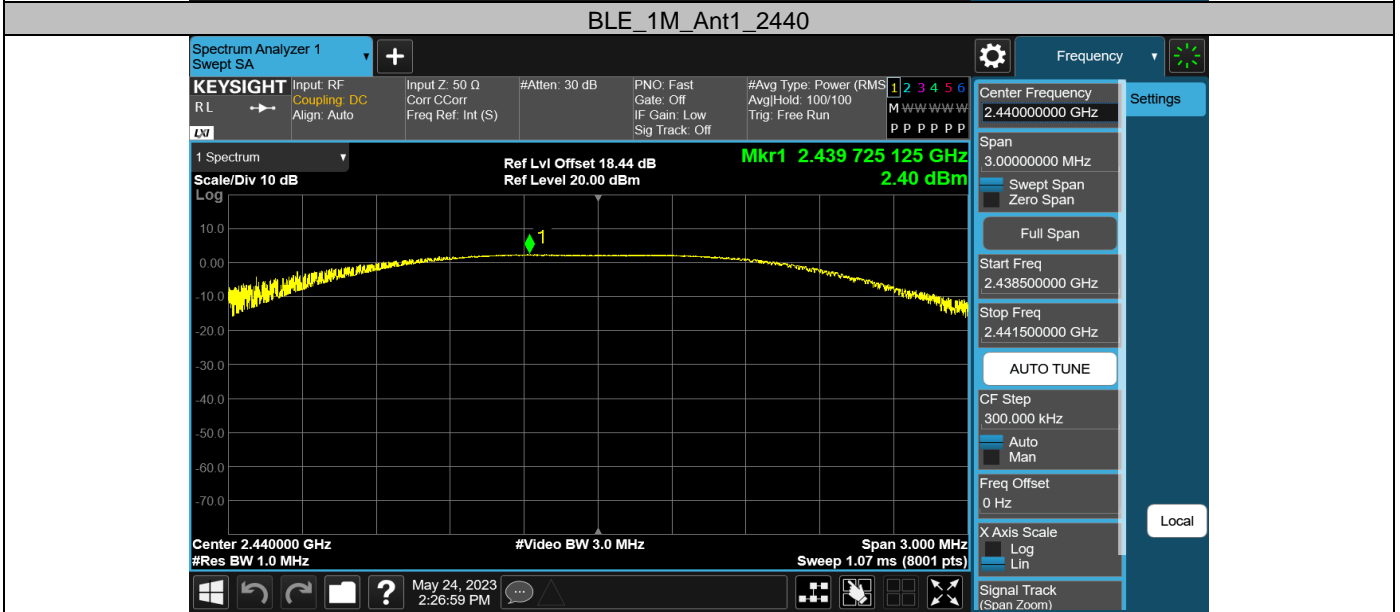 BLE_1M_Ant1_2440
Spectrum Analyzer 1
Swept SA
+
Frequency
KEYSIGHT
R L
LXI
Input: RF
Coupling: DC
Align: Auto
Input Z: 50 Ω
Corr CCorr
Freq Ref: Int (S)
#Atten: 30 dB
PNO: Fast
Gate: Off
IF Gain: Low
Sig Track: Off
#Avg Type: Power (RMS
Avg|Hold: 100/100
Trig: Free Run
1 2 3 4 5 6
M W W W W W
P P P P P P
1 Spectrum
Scale/Div 10 dB
Log
Ref Lvl Offset 18.44 dB
Ref Level 20.00 dBm
Mkr1 2.439 725 125 GHz
2.40 dBm
1
10.0
0.00
-10.0
-20.0
-30.0
-40.0
-50.0
-60.0
-70.0
Center 2.440000 GHz
#Res BW 1.0 MHz
#Video BW 3.0 MHz
Span 3.000 MHz
Sweep 1.07 ms (8001 pts)
Center Frequency
2.440000000 GHz
Settings
Span
3.00000000 MHz
Swept Span
Zero Span
Full Span
Start Freq
2.438500000 GHz
Stop Freq
2.441500000 GHz
AUTO TUNE
CF Step
300.000 kHz
Auto
Man
Freq Offset
0 Hz
X Axis Scale
Log
Lin
Local
Signal Track
(Span Zoom)
?
May 24, 2023
2:26:59 PM